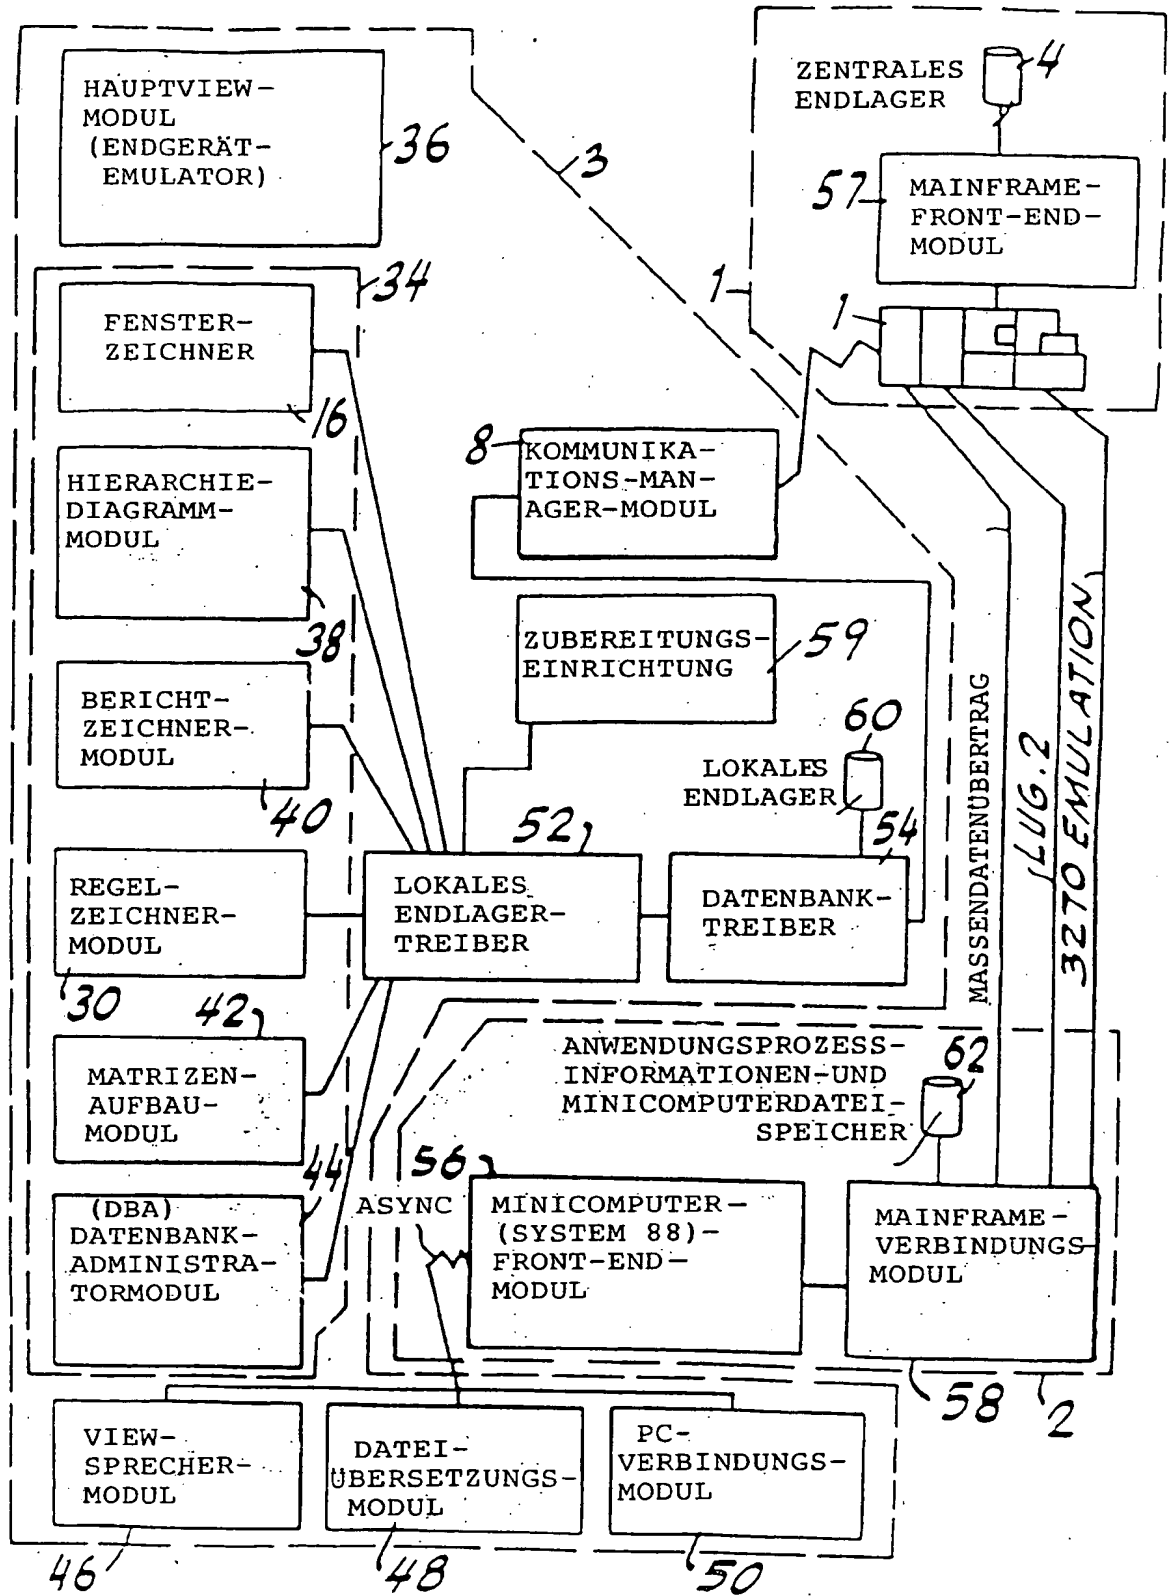 HAUPTVIEW-
MODUL
(ENDGERÄT-
EMULATOR)
36
3
ZENTRALES
ENDLAGER
4
57
MAINFRAME-
FRONT-END-
MODUL
1
1
34
FENSTER-
ZEICHNER
16
HIERARCHIE-
DIAGRAMM-
MODUL
38
8
KOMMUNIKA-
TIONS-MAN-
AGER-MODUL
ZUBEREITUNGS-
EINRICHTUNG
59
BERICHT-
ZEICHNER-
MODUL
40
60
LOKALES
ENDLAGER
MASSENDATENÜBERTRAG
LUG.2
3270 EMULATION
52
LOKALES
ENDLAGER-
TREIBER
54
DATENBANK-
TREIBER
REGEL-
ZEICHNER-
MODUL
30
42
MATRIZEN-
AUFBAU-
MODUL
ANWENDUNGSPROZESS-
INFORMATIONEN-UND
MINICOMPUTERDATEI-
SPEICHER
62
44
(DBA)
DATENBANK-
ADMINISTRA-
TORMODUL
ASYNC
56
MINICOMPUTER-
(SYSTEM 88)-
FRONT-END-
MODUL
MAINFRAME-
VERBINDUNGS
MODUL
58
2
VIEW-
SPRECHER-
MODUL
46
DATEI-
ÜBERSETZUNGS-
MODUL
48
PC-
VERBINDUNGS-
MODUL
50